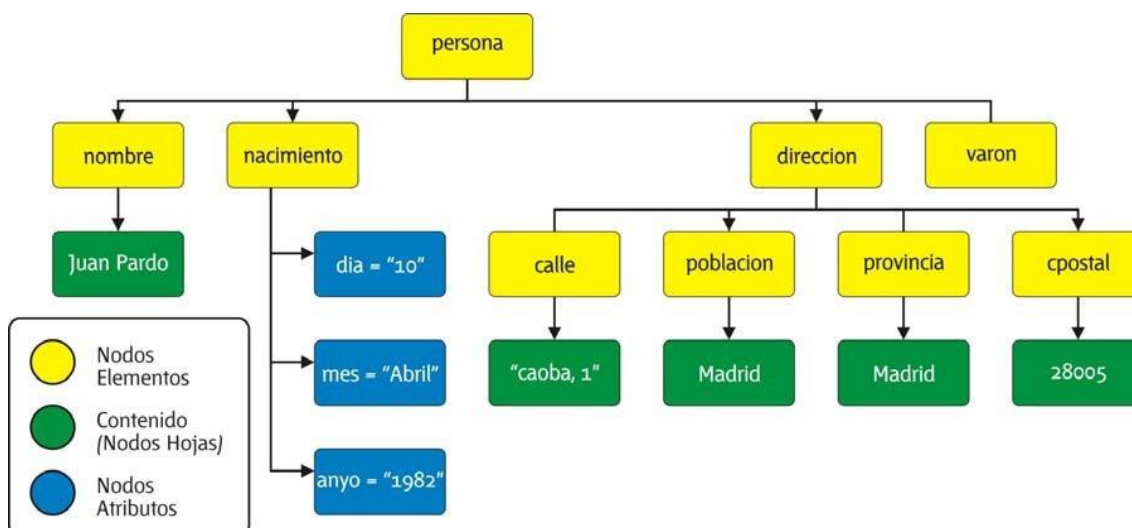 persona
nombre
nacimiento
direccion
varon
Juan Pardo
dia = "10"
calle
poblacion
provincia
cpostal
mes = "Abril"
"caoba, 1"
Madrid
Madrid
28005
anyo = "1982"
Nodos
Elementos
Contenido
(Nodos Hojas)
Nodos
Atributos